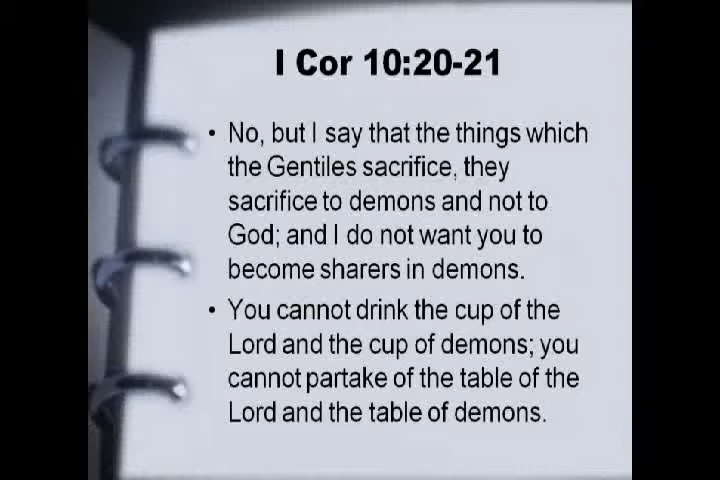 I Cor 10:20-21
• No, but I say that the things which
the Gentiles sacrifice, they
sacrifice to demons and not to
God; and I do not want you to
become sharers in demons.
• You cannot drink the cup of the
Lord and the cup of demons; you
cannot partake of the table of the
Lord and the table of demons.